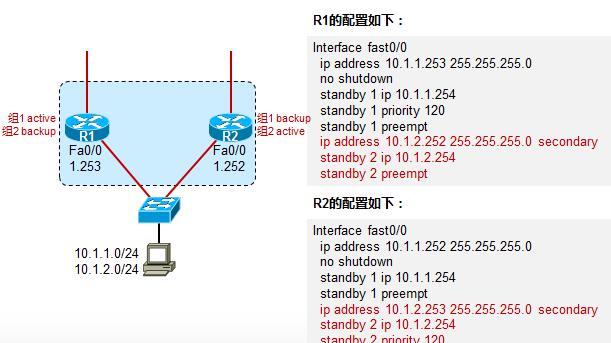 组1 active
组2 backup
R1
Fa0/0
1.253
组1 backup
组2 active
R2
Fa0/0
1.252
10.1.1.0/24
10.1.2.0/24
R1的配置如下：
Interface fast0/0
ip address 10.1.1.253 255.255.255.0
no shutdown
standby 1 ip 10.1.1.254
standby 1 priority 120
standby 1 preempt
ip address 10.1.2.252 255.255.255.0 secondary
standby 2 ip 10.1.2.254
standby 2 preempt
R2的配置如下：
Interface fast0/0
ip address 10.1.1.252 255.255.255.0
no shutdown
standby 1 ip 10.1.1.254
standby 1 preempt
ip address 10.1.2.253 255.255.255.0 secondary
standby 2 ip 10.1.2.254
standby 2 priority 120